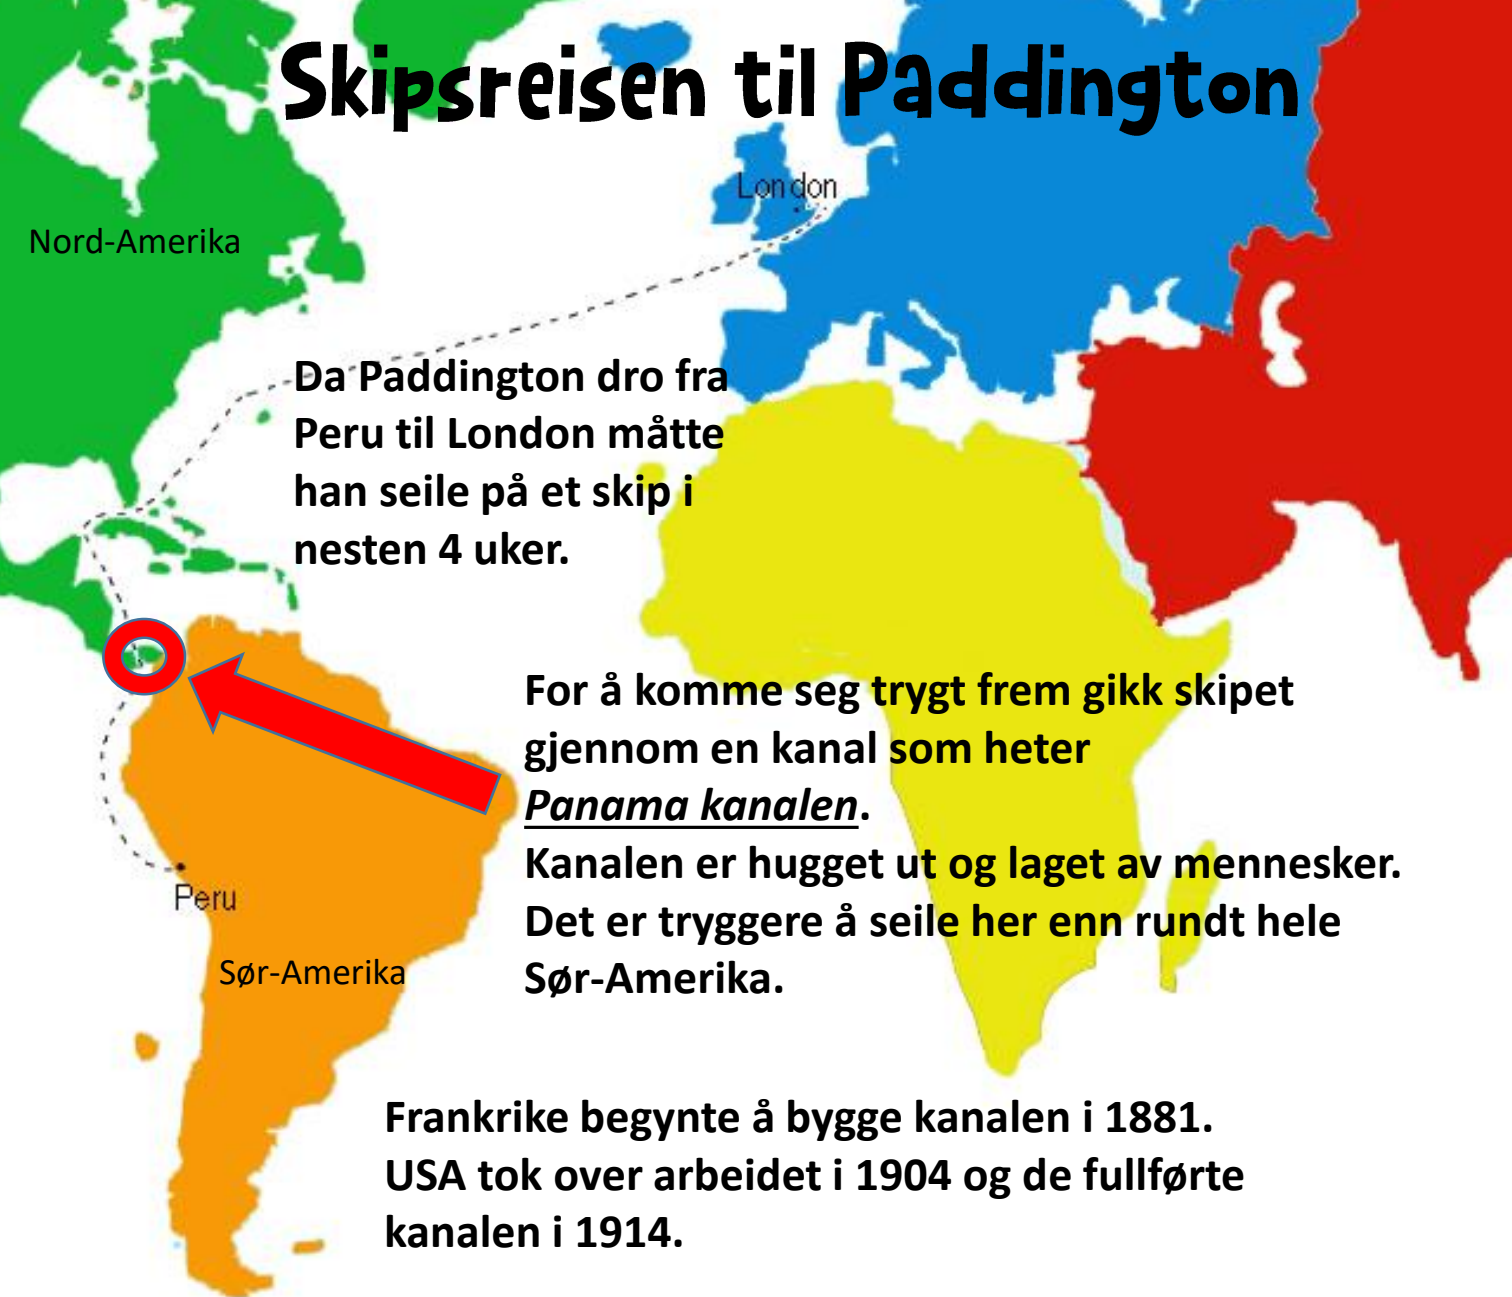 Skipsreisen til Paddington
London
Nord-Amerika
Da Paddington dro fra
Peru til London måtte
han seile på et skip i
nesten 4 uker.
For å komme seg trygt frem gikk skipet
gjennom en kanal som heter
Panama kanalen.
Kanalen er hugget ut og laget av mennesker.
Det er tryggere å seile her enn rundt hele
Sør-Amerika.
Peru
Sør-Amerika
Frankrike begynte å bygge kanalen i 1881.
USA tok over arbeidet i 1904 og de fullførte
kanalen i 1914.